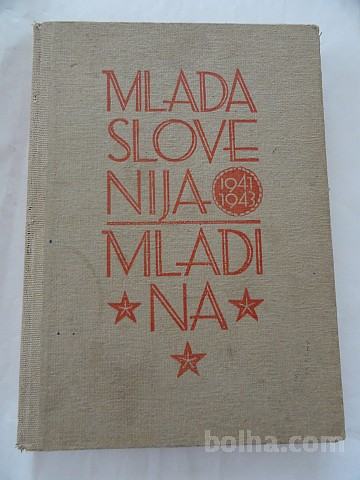 MLADA
SLOVE
NIJA 1941
1943
MLADI
NA
bolha.com